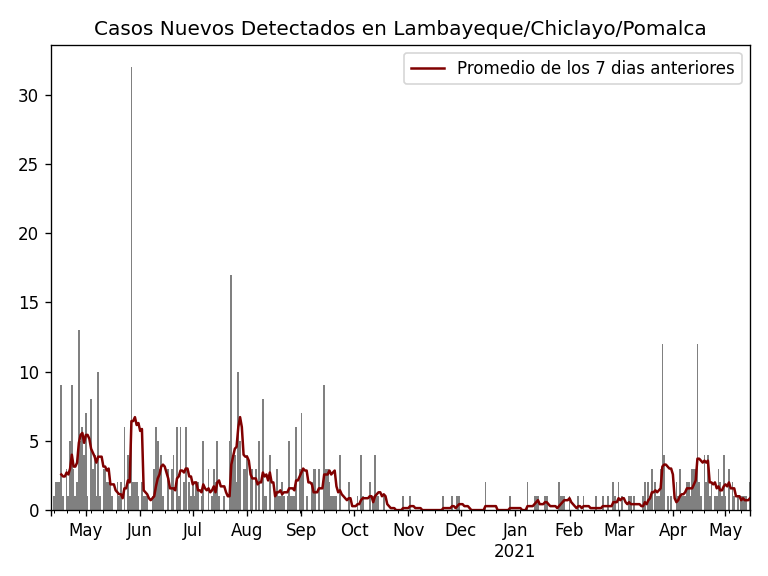 Casos Nuevos Detectados en Lambayeque/Chiclayo/Pomalca
Promedio de los 7 dias anteriores
30
25
20
15
10
5
0
May Jun Jul Aug Sep Oct Nov Dec Jan Feb Mar Apr May
2021